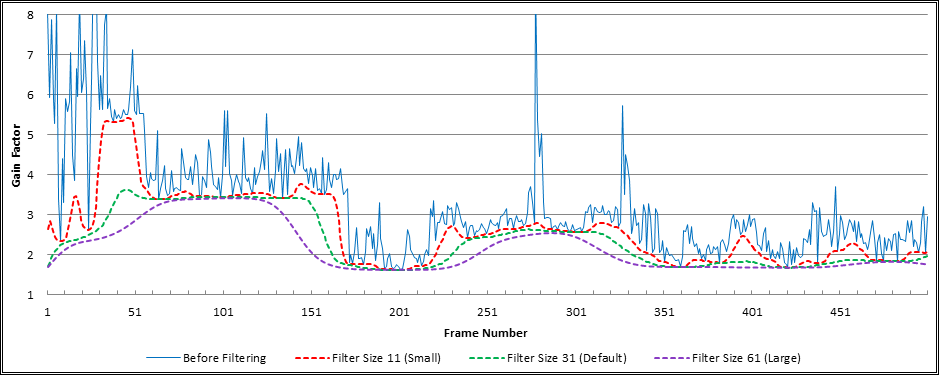 8
7
6
5
4
3
2
1
Gain Factor
1 51 101 151 201 251 301 351 401 451
Frame Number
Before Filtering Filter Size 11 (Small) Filter Size 31 (Default) Filter Size 61 (Large)